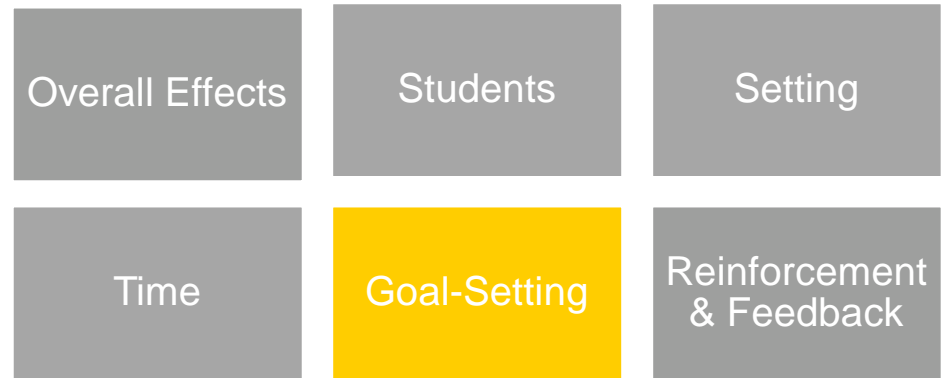 Overall Effects
Students
Setting
Time
Goal-Setting
Reinforcement
& Feedback